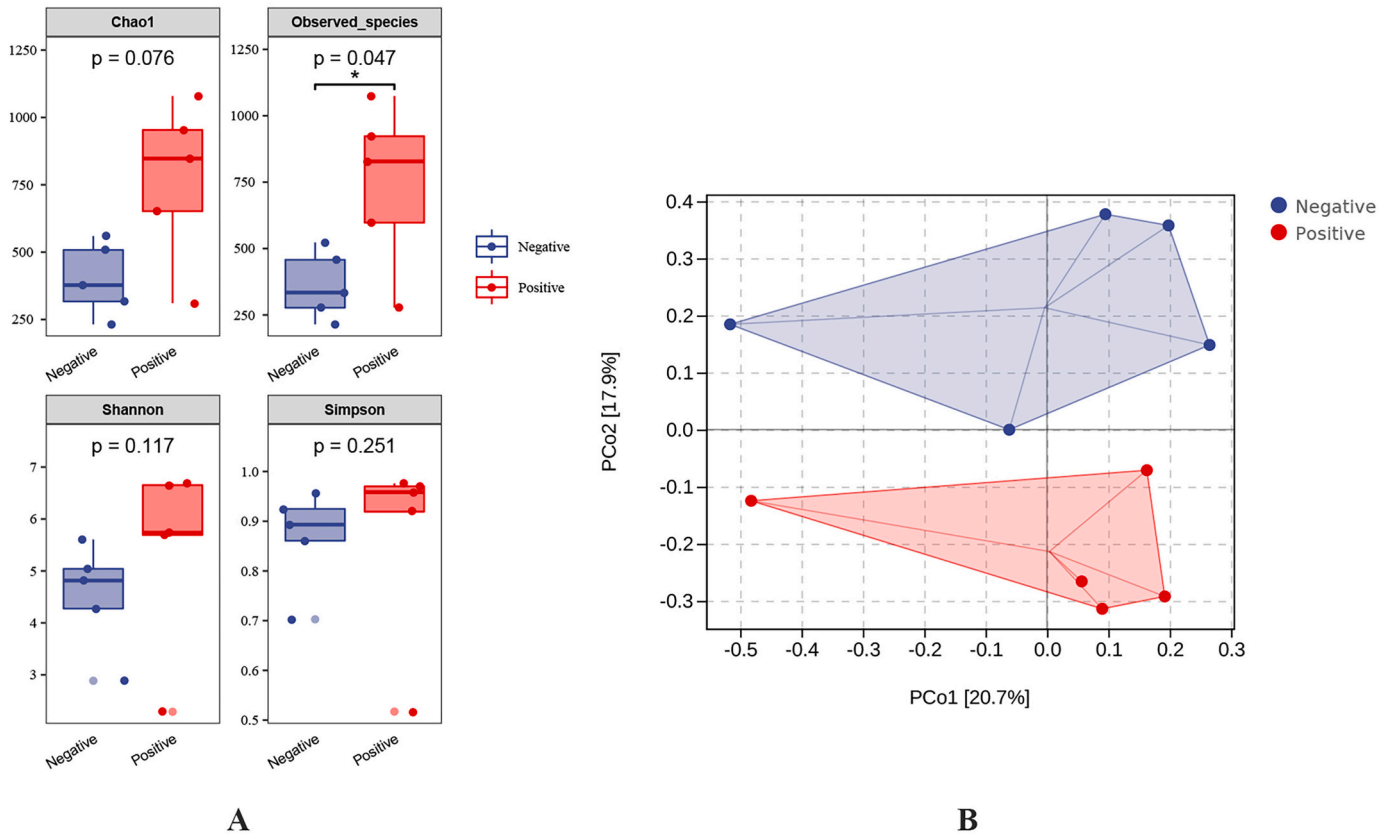 Chao1
Observed_species
p = 0.076
p = 0.047
*
1250
1000
750
500
250
1250
1000
750
500
250
Negative
Positive
Negative
Positive
Negative
Positive
Shannon
Simpson
p = 0.117
p = 0.251
7
6
5
4
3
1.0
0.9
0.8
0.7
0.6
0.5
Negative
Positive
Negative
Positive
A
PCo2 [17.9%]
0.4
0.3
0.2
0.1
0.0
-0.1
-0.2
-0.3
-0.5 -0.4 -0.3 -0.2 -0.1 0.0 0.1 0.2 0.3
PCo1 [20.7%]
Negative
Positive
B